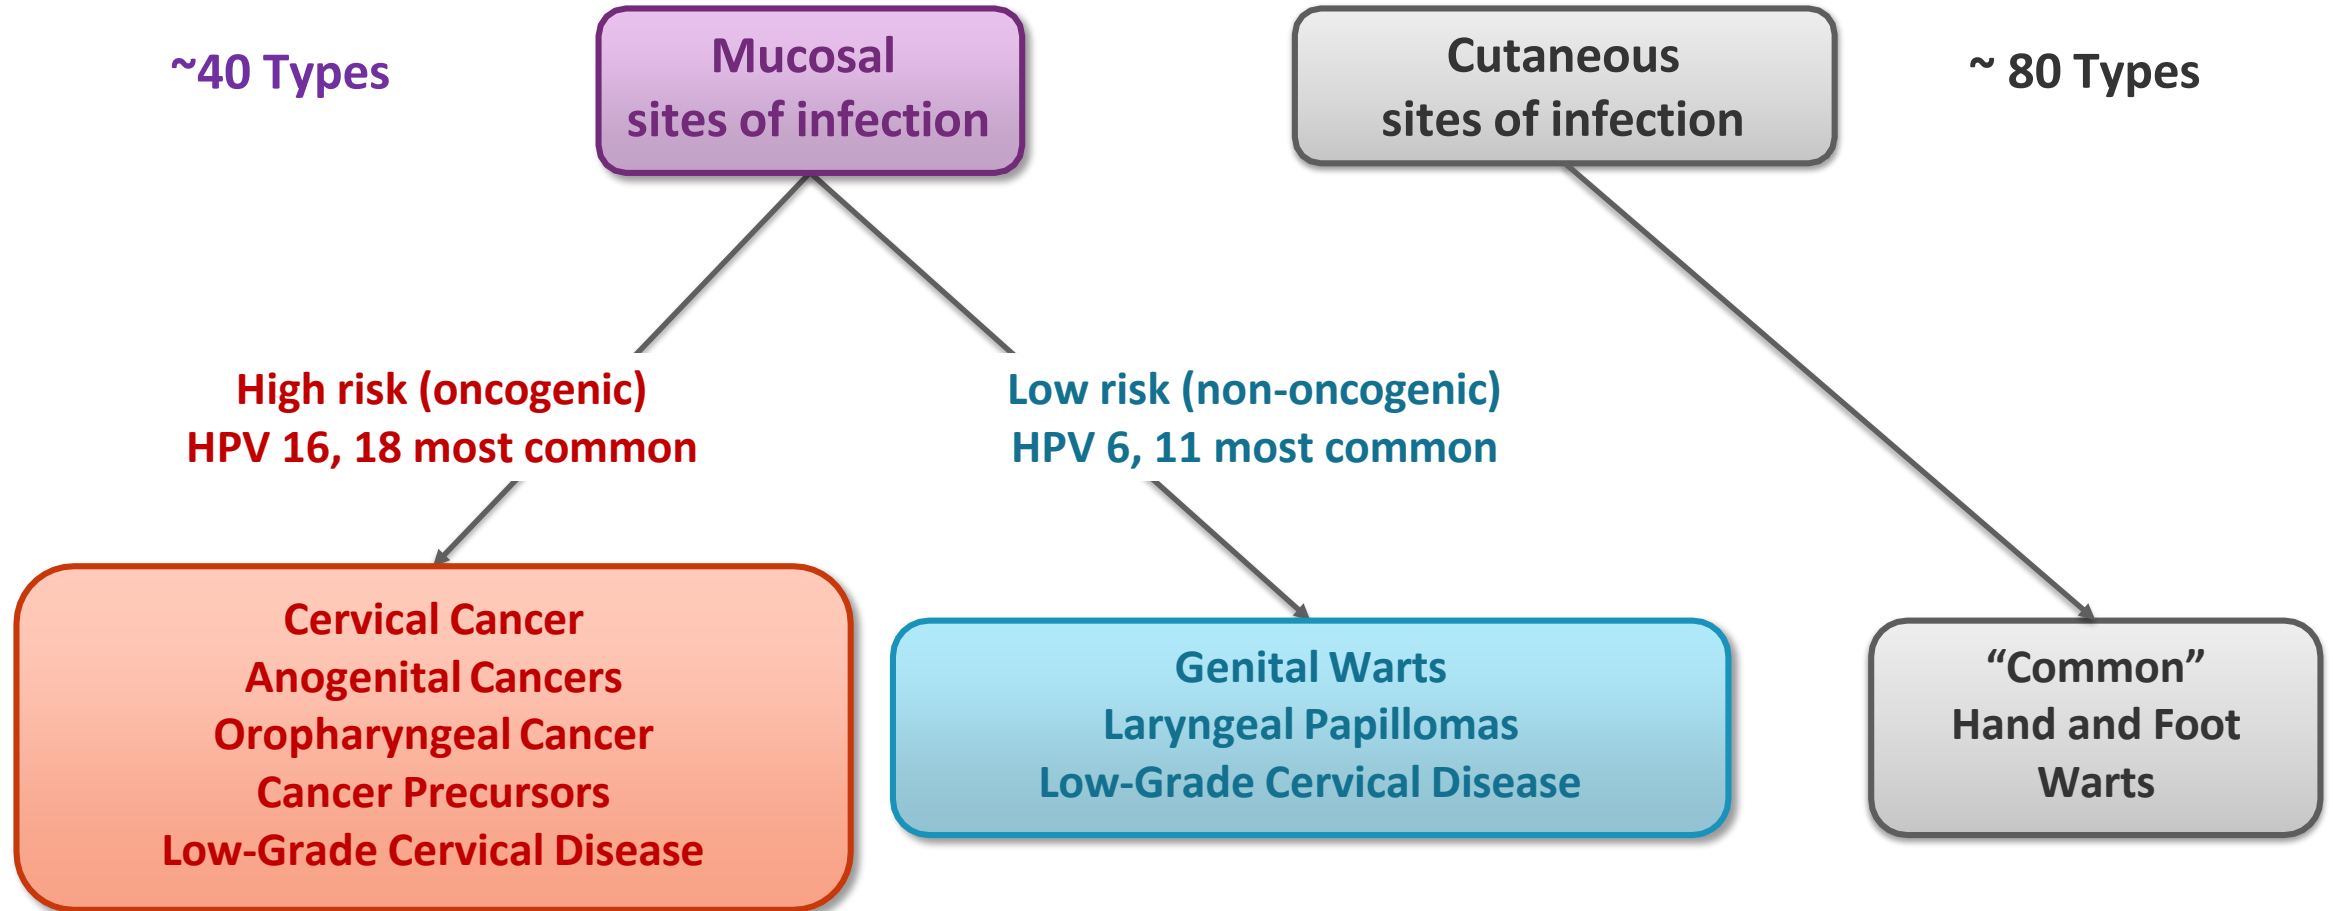 ~40 Types
Mucosal
sites of infection
Cutaneous
sites of infection
~ 80 Types
High risk (oncogenic)
HPV 16, 18 most common
Low risk (non-oncogenic)
HPV 6, 11 most common
Cervical Cancer
Anogenital Cancers
Oropharyngeal Cancer
Cancer Precursors
Low-Grade Cervical Disease
Genital Warts
Laryngeal Papillomas
Low-Grade Cervical Disease
“Common”
Hand and Foot
Warts